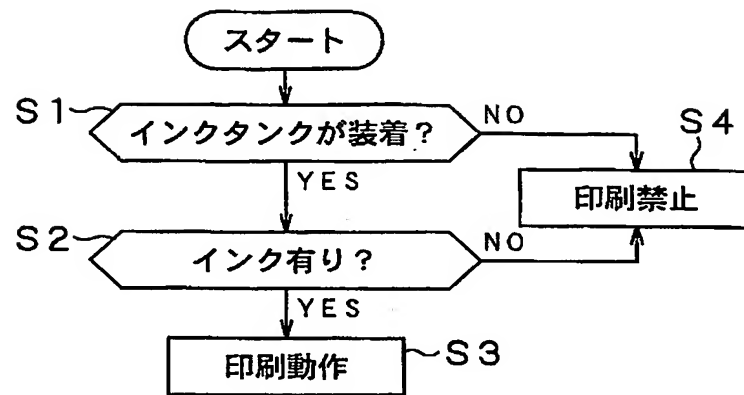 スタート
S1
インクタンクが装着?
NO
S4
印刷禁止
YES
S2
インク有り?
NO
YES
印刷動作
S3